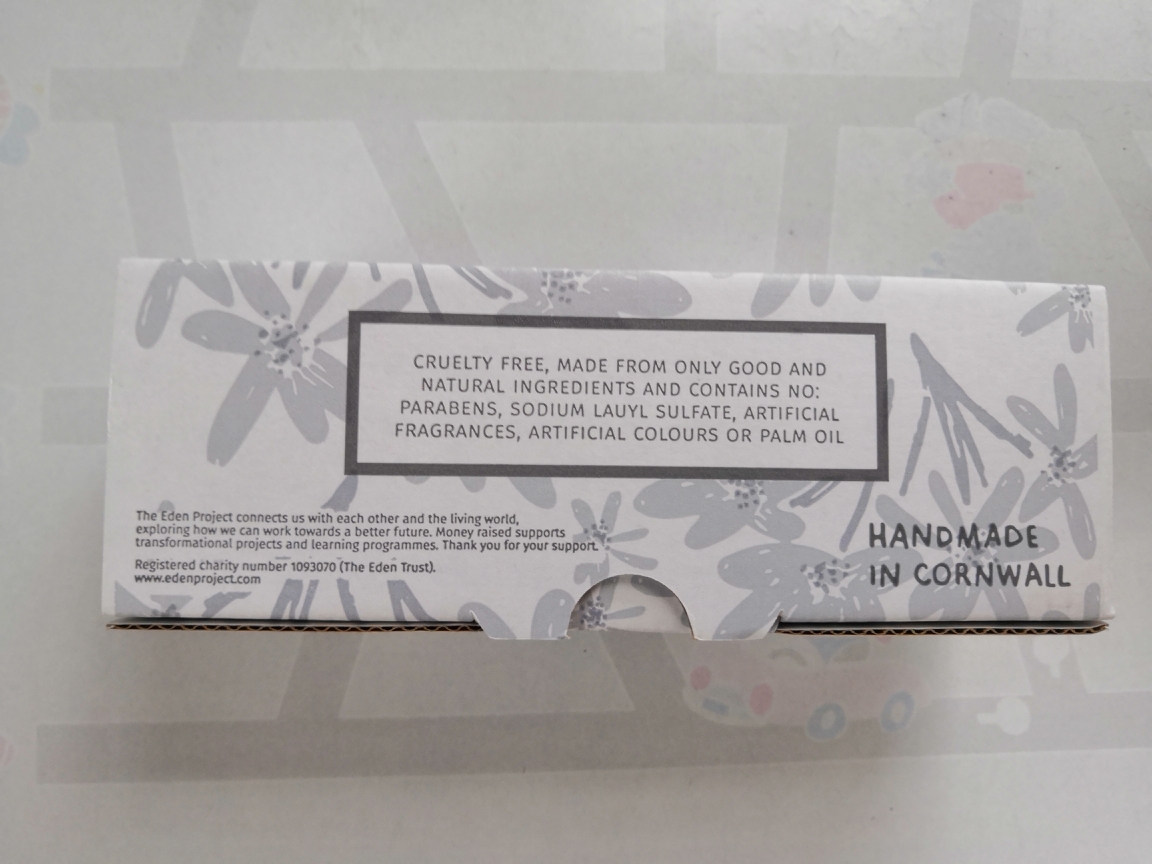 CRUELTY FREE, MADE FROM ONLY GOOD AND
NATURAL INGREDIENTS AND CONTAINS NO:
PARABENS, SODIUM LAUYL SULFATE, ARTIFICIAL
FRAGRANCES, ARTIFICIAL COLOURS OR PALM OIL
The Eden Project connects us with each other and the living world,
exploring how we can work towards a better future. Money raised supports
transformational projects and learning programmes. Thank you for your support.
Registered charity number 1093070 (The Eden Trust).
www.edenproject.com
HANDMADE
IN CORNWALL